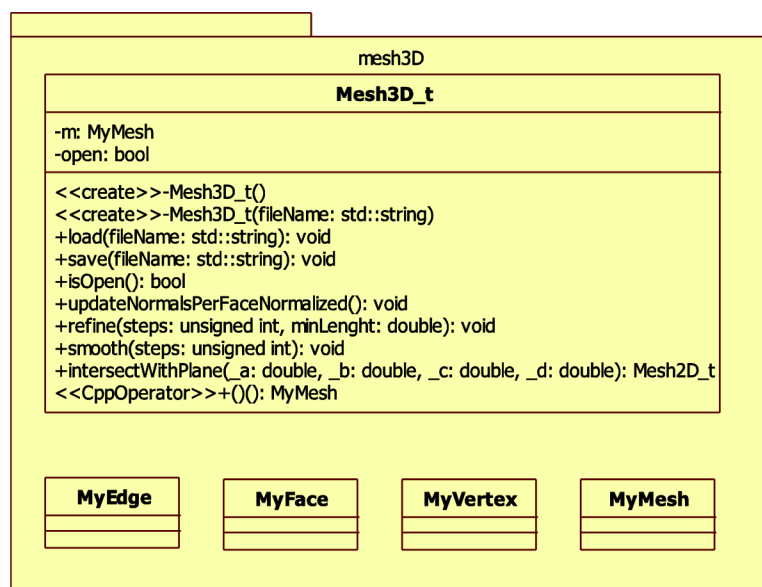 mesh3D
Mesh3D_t
-m: MyMesh
-open: bool
<<create>>-Mesh3D_t()
<<create>>-Mesh3D_t(fileName: std::string)
+load(fileName: std::string): void
+save(fileName: std::string): void
+isOpen(): bool
+updateNormalsPerFaceNormalized(): void
+refine(steps: unsigned int, minLenght: double): void
+smooth(steps: unsigned int): void
+intersectWithPlane(_a: double, _b: double, _c: double, _d: double): Mesh2D_t
<<CppOperator>>+()(): MyMesh
MyEdge MyFace MyVertex MyMesh